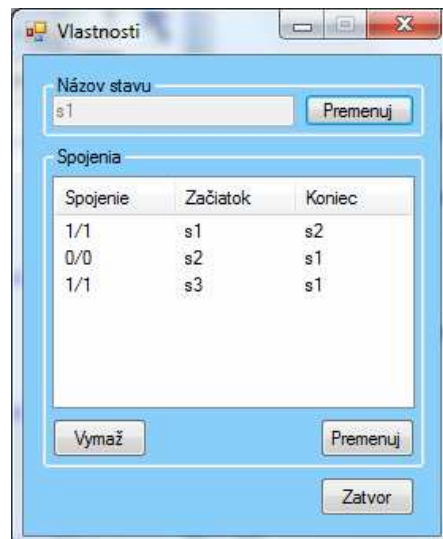 Vlastnosti
Názov stavu
s1 Premenuj
Spojenia
Spojenie Začiatok Koniec
1/1 s1 s2
0/0 s2 s1
1/1 s3 s1
Vymaž Premenuj
Zatvor